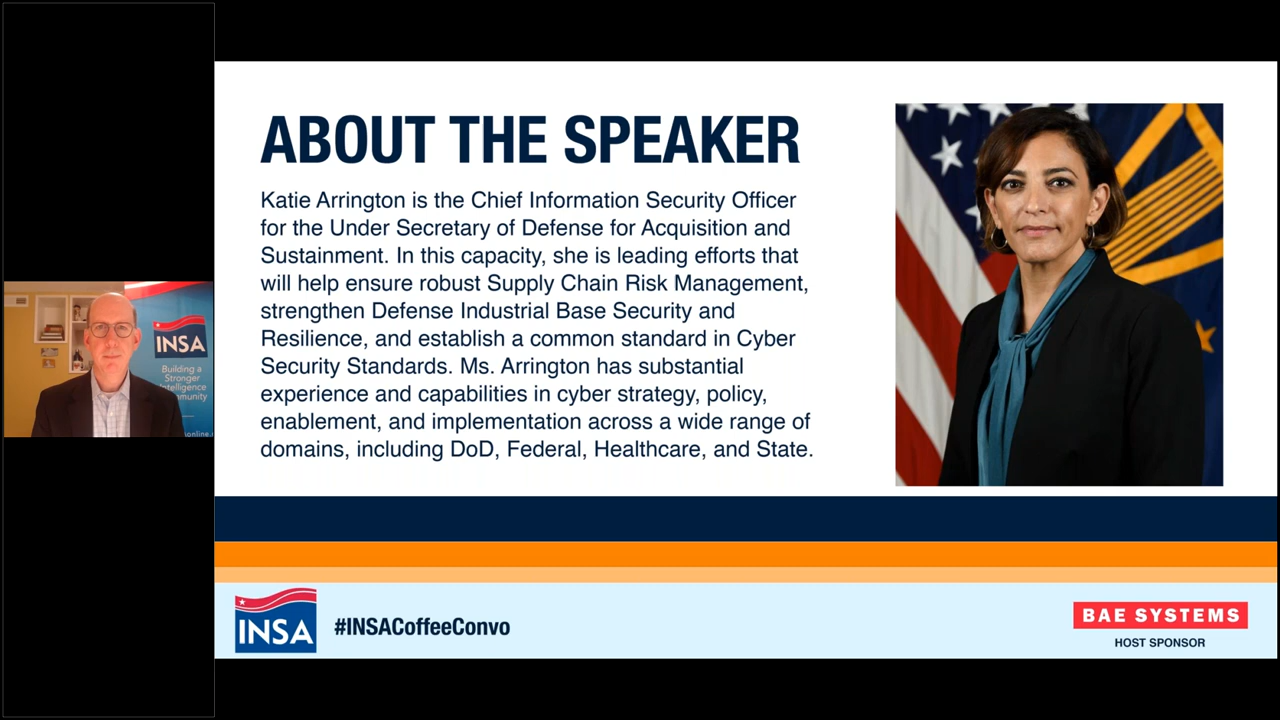 ABOUT THE SPEAKER
Katie Arrington is the Chief Information Security Officer
for the Under Secretary of Defense for Acquisition and
Sustainment. In this capacity, she is leading efforts that
will help ensure robust Supply Chain Risk Management,
strengthen Defense Industrial Base Security and
Resilience, and establish a common standard in Cyber
Security Standards. Ms. Arrington has substantial
experience and capabilities in cyber strategy, policy,
enablement, and implementation across a wide range of
domains, including DoD, Federal, Healthcare, and State.
INSA
Building a
Stronger
INSA
#INSACoffeeConvo
BAE SYSTEMS
HOST SPONSOR